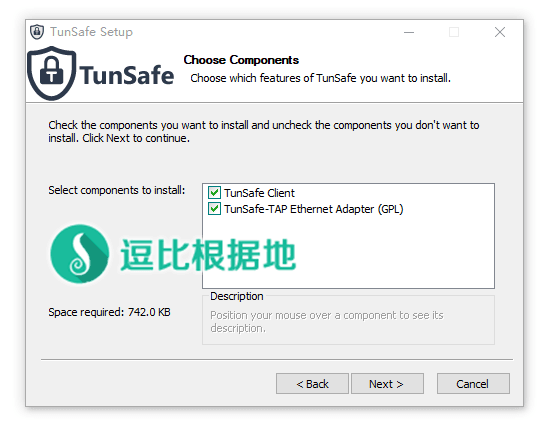 TunSafe Setup
TunSafe
Choose Components
Choose which features of TunSafe you want to install.
Check the components you want to install and uncheck the components you don't want to
install. Click Next to continue.
Select components to install:
TunSafe Client
TunSafe-TAP Ethernet Adapter (GPL)
逗比根据地
Space required: 742.0 KB
Description
Position your mouse over a component to see its
description.
< Back
Next >
Cancel